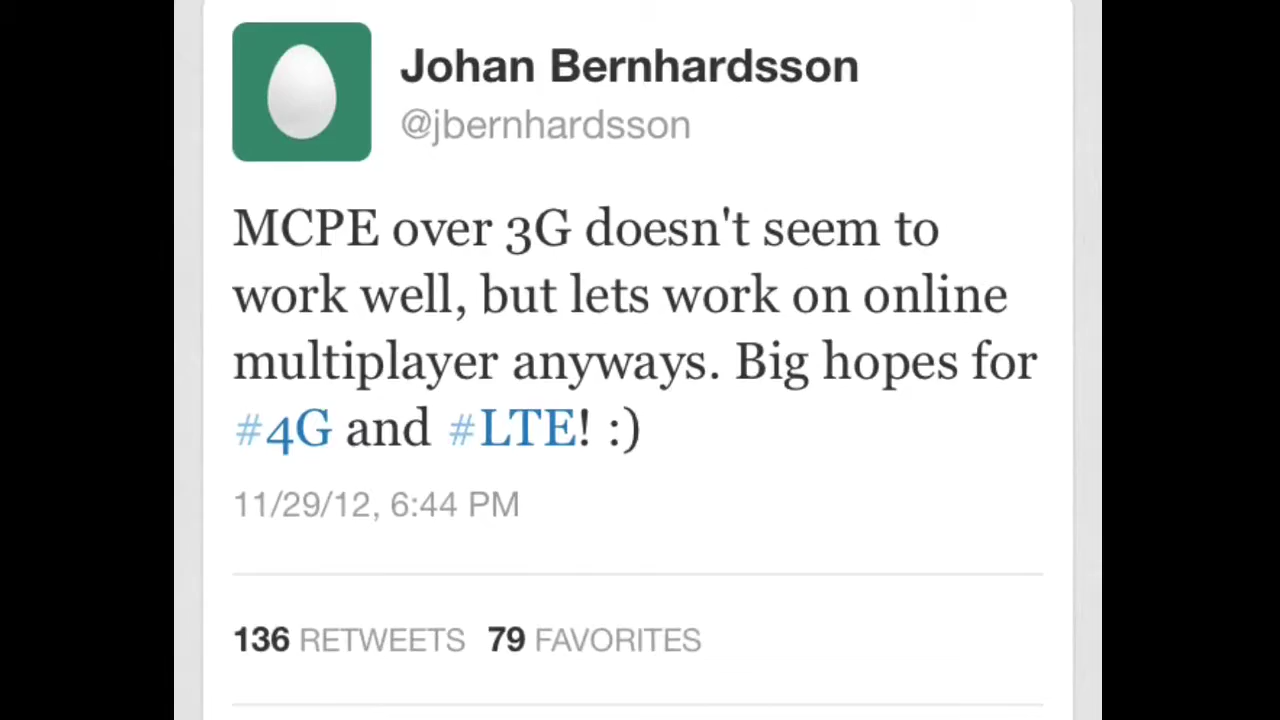 Johan Bernhardsson
@jbernhardsson
MCPE over 3G doesn't seem to
work well, but lets work on online
multiplayer anyways. Big hopes for
#4G and #LTE! :)
11/29/12, 6:44 PM
136 RETWEETS 79 FAVORITES